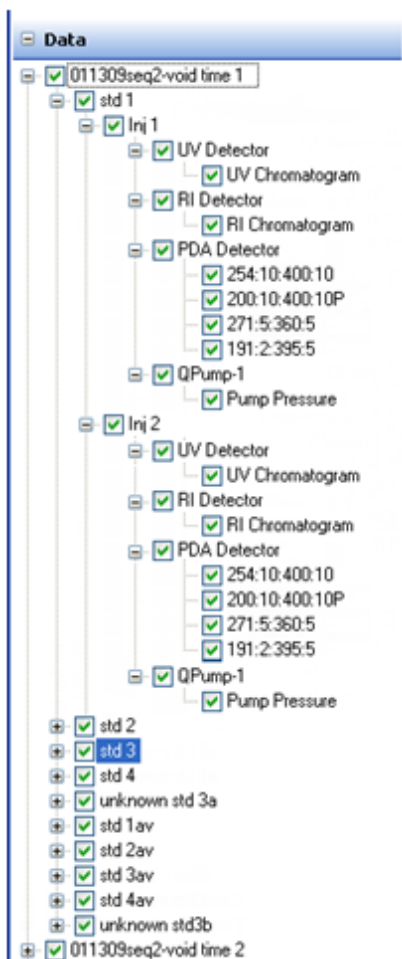 Data
011309seq2-void time 1
std 1
Inj 1
UV Detector
UV Chromatogram
RI Detector
RI Chromatogram
PDA Detector
254:10:400:10
200:10:400:10P
271:5:360:5
191:2:395:5
QPump-1
Pump Pressure
Inj 2
UV Detector
UV Chromatogram
RI Detector
RI Chromatogram
PDA Detector
254:10:400:10
200:10:400:10P
271:5:360:5
191:2:395:5
QPump-1
Pump Pressure
std 2
std 3
std 4
unknown std 3a
std 1av
std 2av
std 3av
std 4av
unknown std3b
011309seq2-void time 2